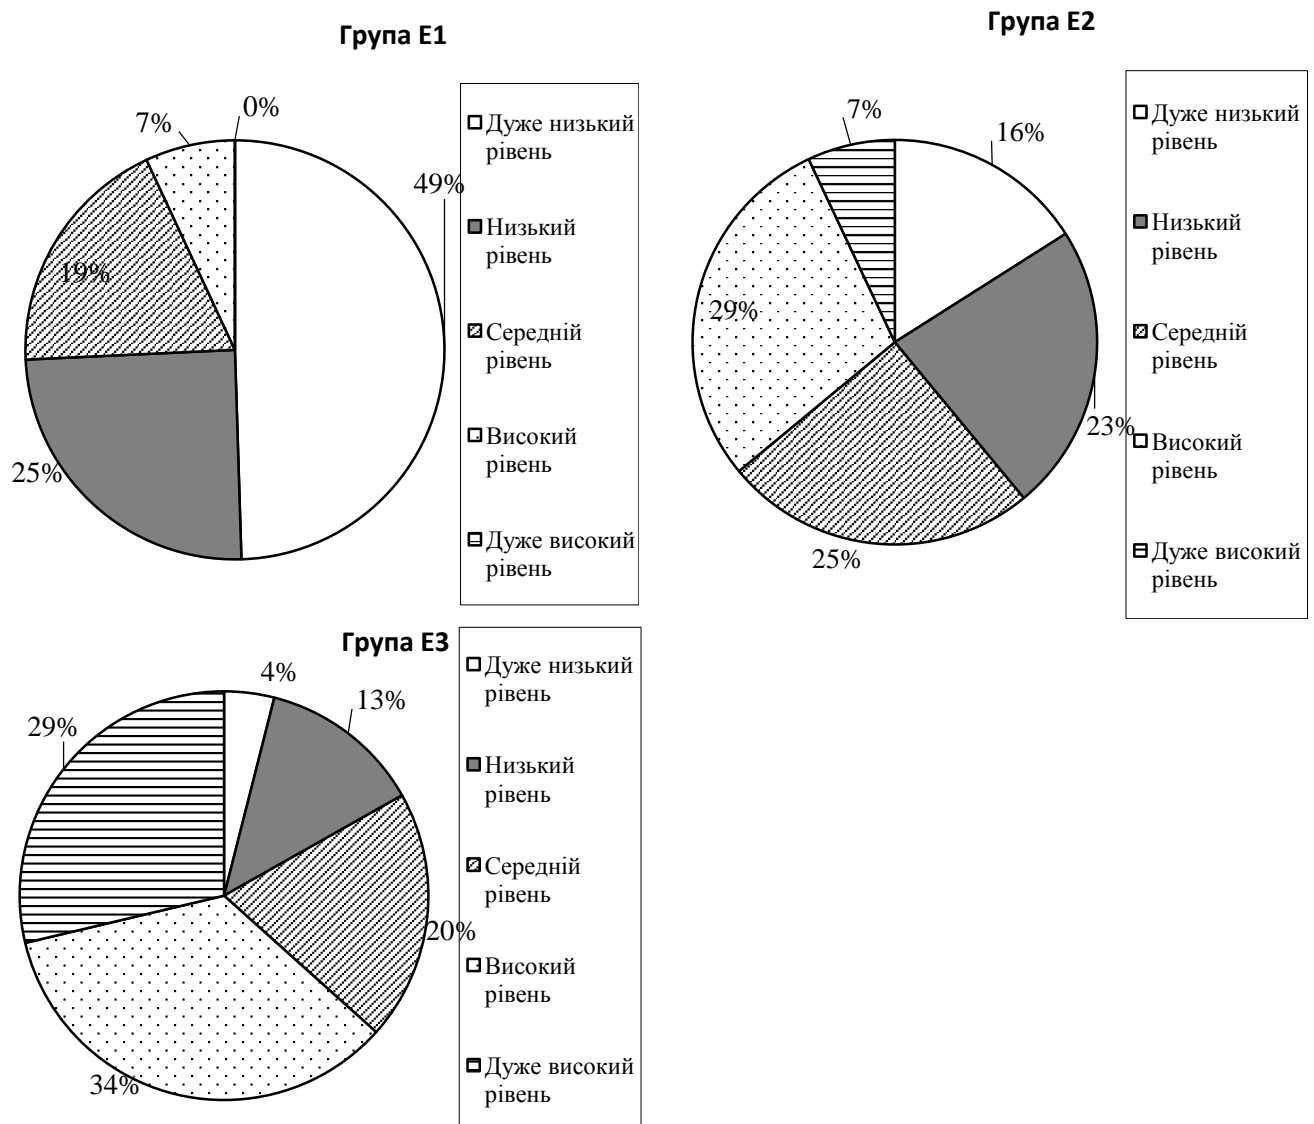 Група Е1
0%
7%
49%
19%
25%
Дуже низький
рівень
Низький
рівень
Середній
рівень
Високий
рівень
Дуже високий
рівень
Група Е2
7%
16%
29%
23%
25%
Дуже низький
рівень
Низький
рівень
Середній
рівень
Високий
рівень
Дуже високий
рівень
Група Е3
4%
13%
29%
20%
34%
Дуже низький
рівень
Низький
рівень
Середній
рівень
Високий
рівень
Дуже високий
рівень